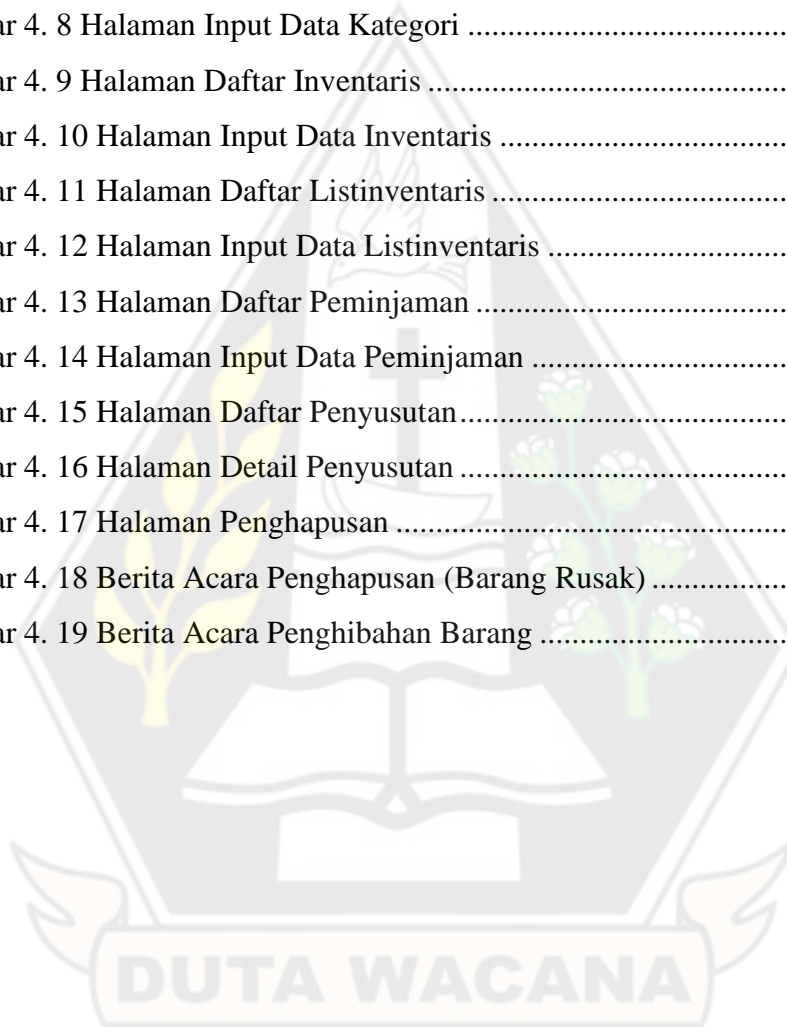 ar 4. 8 Halaman Input Data Kategori ........................................
ar 4. 9 Halaman Daftar Inventaris .............................................
ar 4. 10 Halaman Input Data Inventaris ....................................
ar 4. 11 Halaman Daftar Listinventaris .....................................
ar 4. 12 Halaman Input Data Listinventaris ..............................
ar 4. 13 Halaman Daftar Peminjaman .......................................
ar 4. 14 Halaman Input Data Peminjaman ................................
ar 4. 15 Halaman Daftar Penyusutan.........................................
ar 4. 16 Halaman Detail Penyusutan .........................................
ar 4. 17 Halaman Penghapusan .................................................
ar 4. 18 Berita Acara Penghapusan (Barang Rusak) .................
ar 4. 19 Berita Acara Penghibahan Barang ...............................
DUTA WACANA